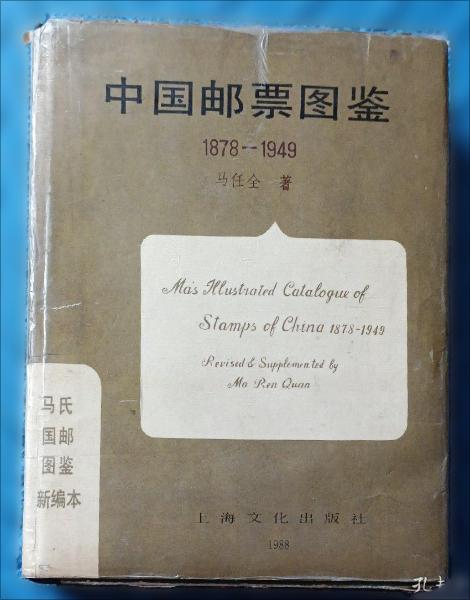 中国邮票图鉴
1878－1949
马任全 著
Ma's Illustrated Catalogue of
Stamps of China 1878-1949
Revised & Supplemented by
Ma Ren Quan
马氏
国邮
图鉴
新编本
上海文化出版社
1988